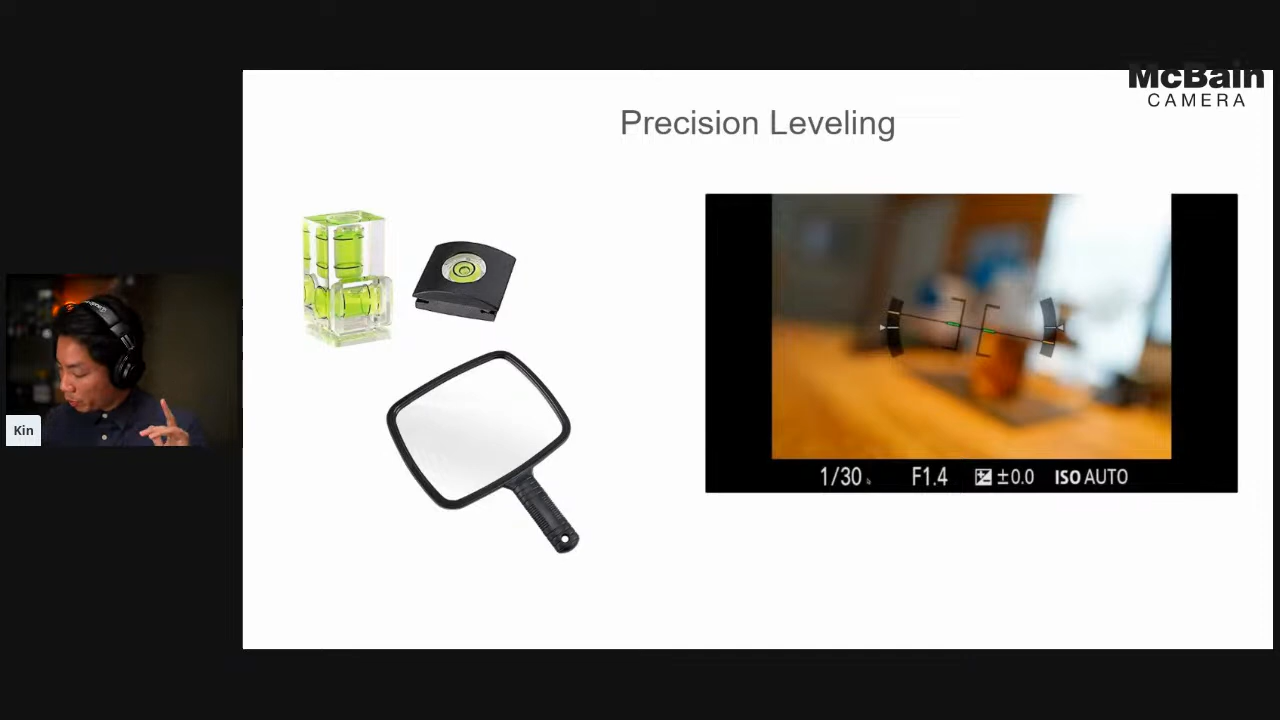 McBain
CAMERA
Precision Leveling
Kin
1/30 F1.4 ±0.0 ISO AUTO